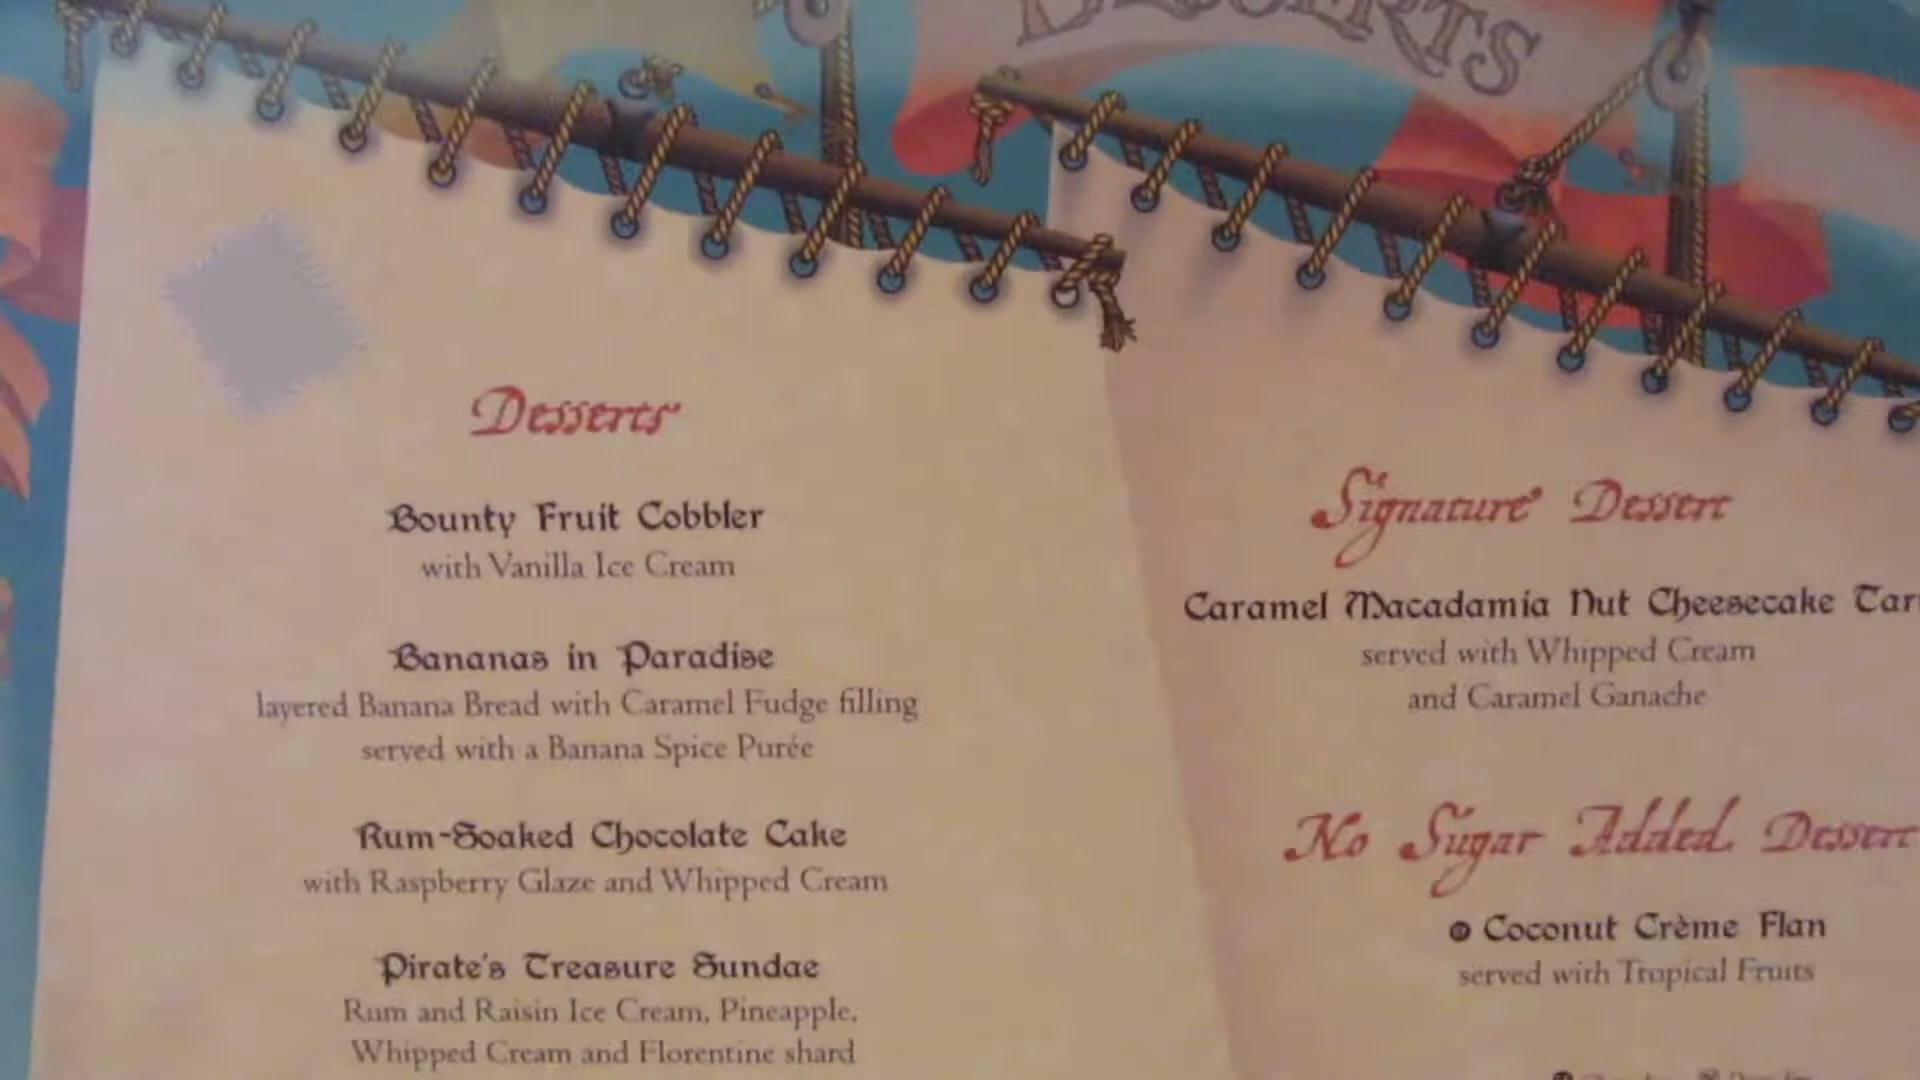 DESSERTS
Desserts
Bounty Fruit Cobbler
with Vanilla Ice Cream
Bananas in Paradise
layered Banana Bread with Caramel Fudge filling
served with a Banana Spice Purée
Rum-Soaked Chocolate Cake
with Raspberry Glaze and Whipped Cream
Pirate's Treasure Sundae
Rum and Raisin Ice Cream, Pineapple,
Whipped Cream and Florentine shard
Signature Dessert
Caramel Macadamia Nut Cheesecake
served with Whipped Cream
and Caramel Ganache
No Sugar Added Dessert
Coconut Crème Flan
served with Tropical Fruits